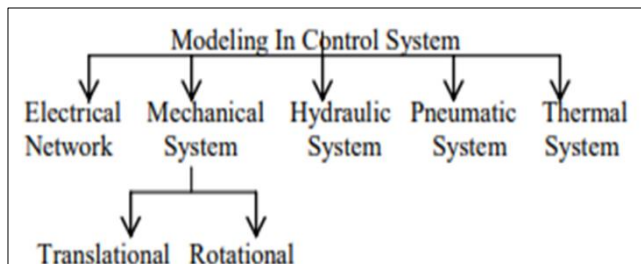 Modeling In Control System
Electrical Mechanical Hydraulic Pneumatic Thermal
Network System System System System
Translational Rotational